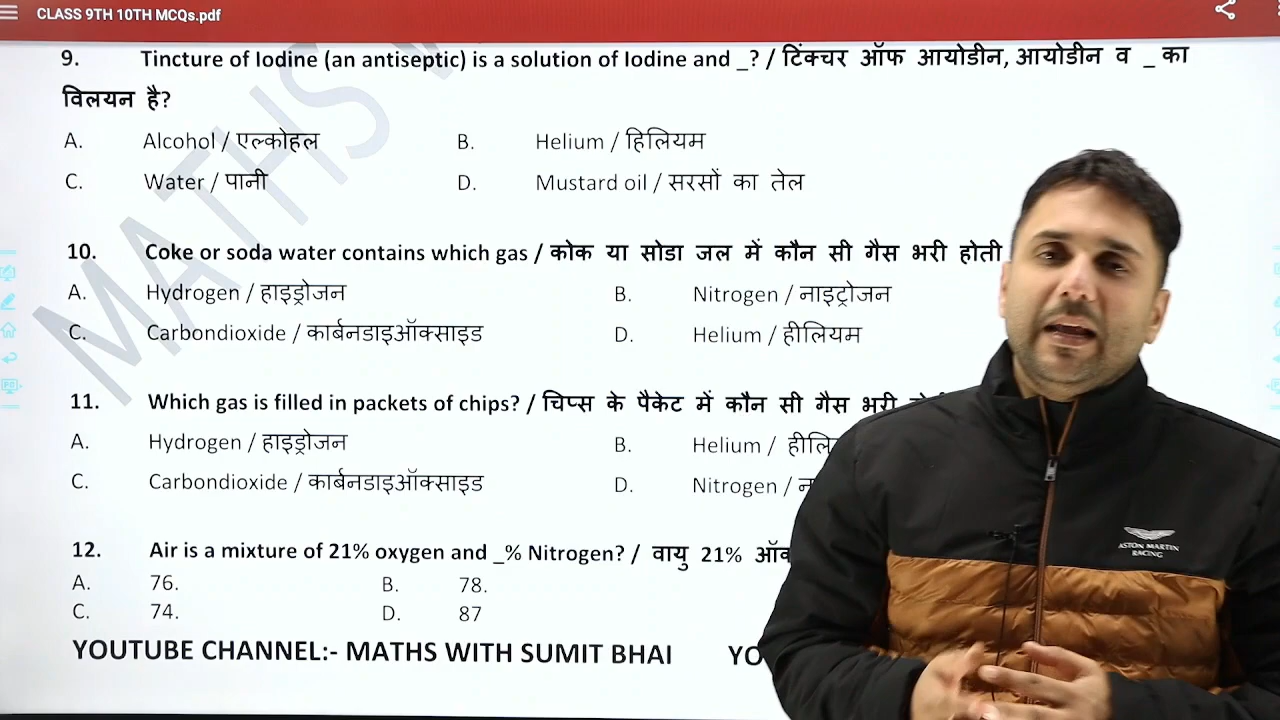 CLASS 9TH 10TH MCQs.pdf
9. Tincture of Iodine (an antiseptic) is a solution of Iodine and _? / टिंक्चर ऑफ आयोडीन, आयोडीन व _ का
विलयन है?
A. Alcohol / एल्कोहल B. Helium / हिलियम
C. Water / पानी D. Mustard oil / सरसों का तेल
10. Coke or soda water contains which gas / कोक या सोडा जल में कौन सी गैस भरी होती
A. Hydrogen / हाइड्रोजन B. Nitrogen / नाइट्रोजन
C. Carbondioxide / कार्बनडाइऑक्साइड D. Helium / हीलियम
11. Which gas is filled in packets of chips? / चिप्स के पैकेट में कौन सी गैस भरी
A. Hydrogen / हाइड्रोजन B. Helium /
C. Carbondioxide / कार्बनडाइऑक्साइड D. Nitrogen /
12. Air is a mixture of 21% oxygen and _% Nitrogen? / वायु 21%
A. 76. B. 78.
C. 74. D. 87
YOUTUBE CHANNEL:- MATHS WITH SUMIT BHAI
MATHS
ASTON MARTIN
RACING